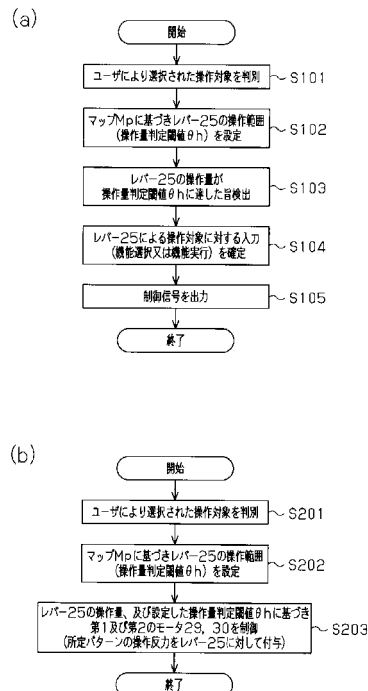 (a)
開始
ユーザにより選択された操作対象を判別
S101
マップMpに基づきレバー25の操作範囲
(操作量判定閾値θh)を設定
S102
レバー25の操作量が
操作量判定閾値θhに達した旨検出
S103
レバー25による操作対象に対する入力
(機能選択又は機能実行)を確定
S104
制御信号を出力
S105
終了
(b)
開始
ユーザにより選択された操作対象を判別
S201
マップMpに基づきレバー25の操作範囲
(操作量判定閾値θh)を設定
S202
レバー25の操作量、及び設定した操作量判定閾値θhに基づき
第1及び第2のモータ29, 30を制御
(所定パターンの操作反力をレバー25に対して付与)
S203
終了